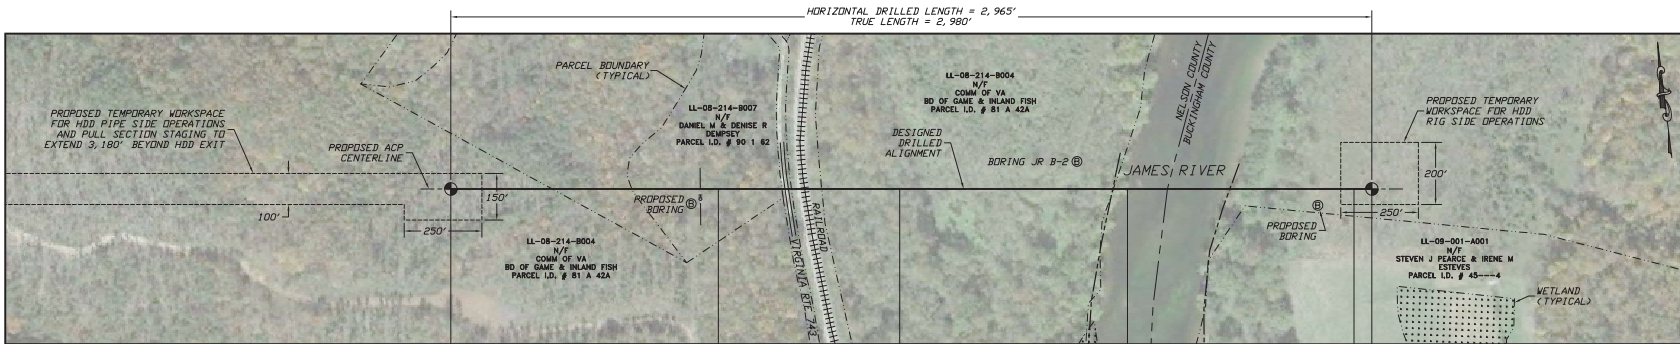 HORIZONTAL DRILLED LENGTH = 2,965'
TRUE LENGTH = 2,980'
PROPOSED TEMPORARY WORKSPACE
FOR HDD PIPE SIDE OPERATIONS
AND PULL SECTION STAGING TO
EXTEND 3,180' BEYOND HDD EXIT
PROPOSED ACP
CENTERLINE
100'
250'
150'
PARCEL BOUNDARY
(TYPICAL)
LL-08-214-B007
N/F
DANIEL M & DENISE R
DEMPSEY
PARCEL I.D. # 90 1 62
PROPOSED
BORING
B
LL-08-214-B004
N/F
COMM OF VA
BD OF GAME & INLAND FISH
PARCEL I.D. # 81 A 42A
VIRGINIA RTE 743
RAILROAD
LL-08-214-B004
N/F
COMM OF VA
BD OF GAME & INLAND FISH
PARCEL I.D. # 81 A 42A
DESIGNED
DRILLED
ALIGNMENT
BORING JR B-2 B
JAMES RIVER
NELSON COUNTY
BUCKINGHAM COUNTY
PROPOSED TEMPORARY
WORKSPACE FOR HDD
RIG SIDE OPERATIONS
200'
250'
B
PROPOSED
BORING
LL-09-001-A001
N/F
STEVEN J PEARCE & IRENE M
ESTEVES
PARCEL I.D. # 45---4
WETLAND
(TYPICAL)